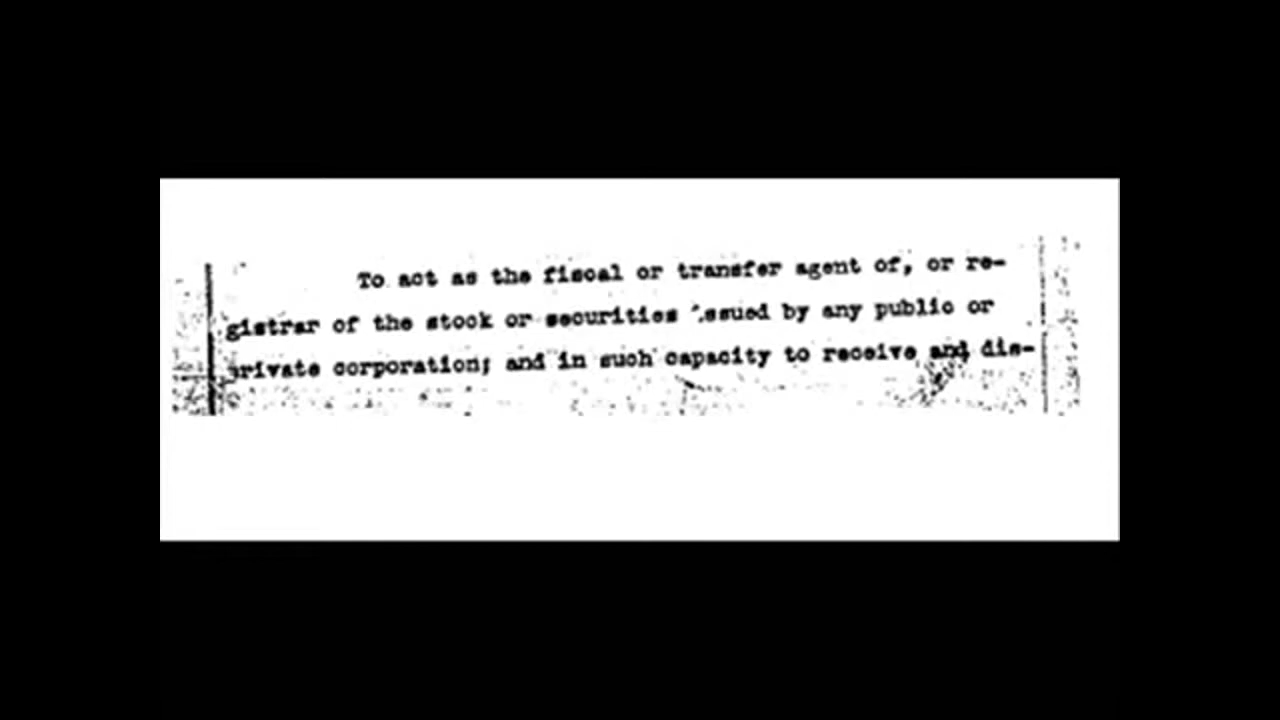 To act as the fiscal or transfer agent of, or re-
gistrar of the stock or securities issued by any public or
private corporation; and in such capacity to receive and dis-